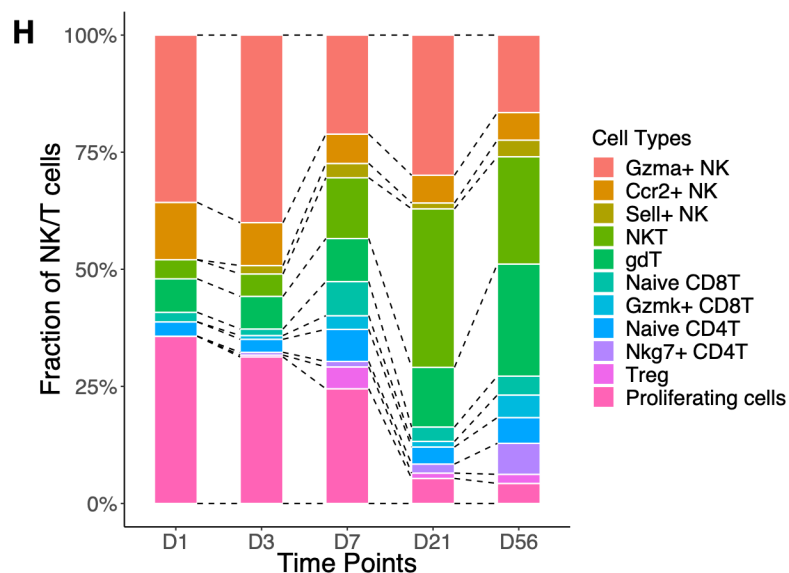 H
100%
75%
50%
25%
0%
Fraction of NK/T cells
D1 D3 D7 D21 D56
Time Points
Cell Types
Gzma+ NK
Ccr2+ NK
Sell+ NK
NKT
gdT
Naive CD8T
Gzmk+ CD8T
Naive CD4T
Nkg7+ CD4T
Treg
Proliferating cells